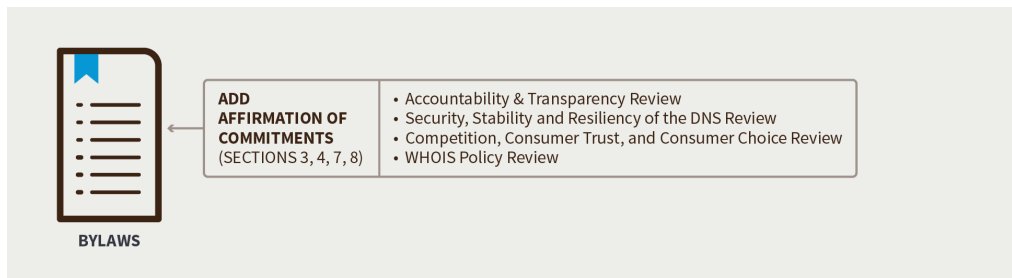 ADD
AFFIRMATION OF
COMMITMENTS
(SECTIONS 3, 4, 7, 8)
• Accountability & Transparency Review
• Security, Stability and Resiliency of the DNS Review
• Competition, Consumer Trust, and Consumer Choice Review
• WHOIS Policy Review
BYLAWS